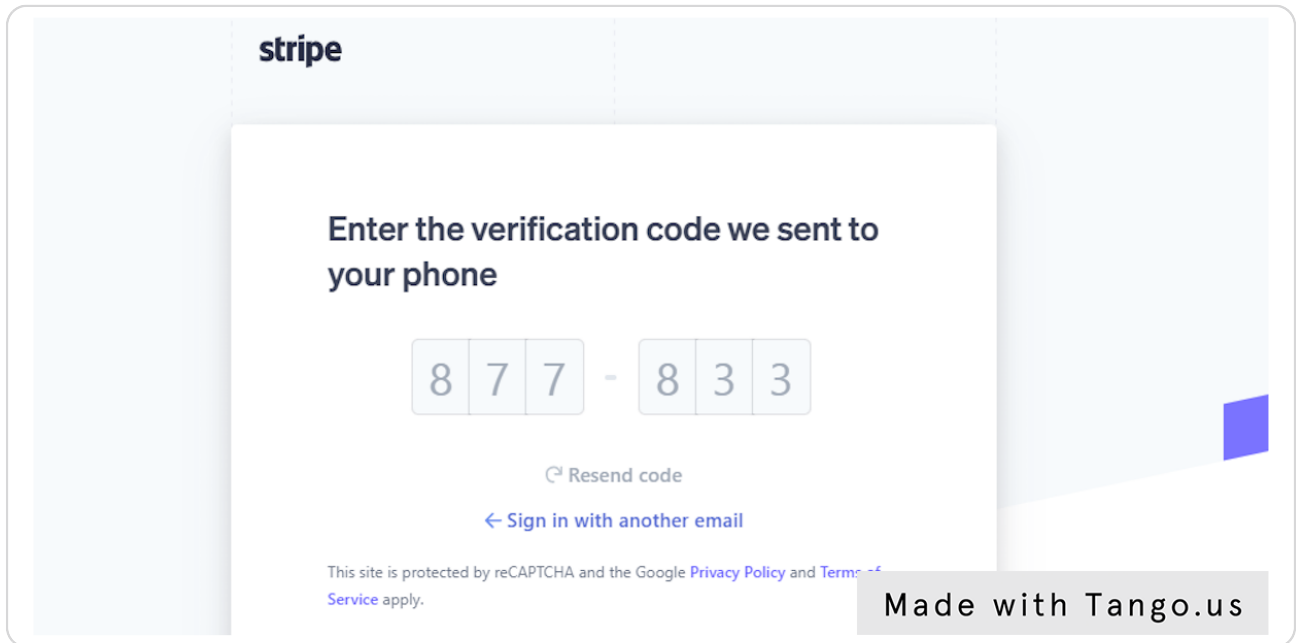 stripe
Enter the verification code we sent to
your phone
8 7 7 - 8 3 3
Resend code
Sign in with another email
This site is protected by reCAPTCHA and the Google Privacy Policy and Terms of
Service apply.
Made with Tango.us